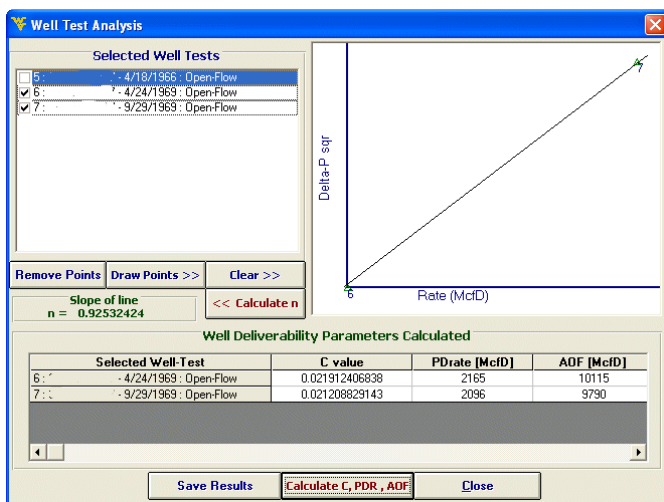 Well Test Analysis
Selected Well Tests
5 : - 4/18/1966 : Open-Flow
6 : - 4/24/1969 : Open-Flow
7 : - 9/29/1969 : Open-Flow
Remove Points Draw Points >> Clear >>
Slope of line
n = 0.92532424
<< Calculate n
Delta-P sqr
7
6
Rate (McfD)
Well Deliverability Parameters Calculated
Selected Well-Test C value PDrate [McfD] AOF [McfD]
6 : - 4/24/1969 : Open-Flow 0.021912406838 2165 10115
7 : - 9/29/1969 : Open-Flow 0.021208829143 2096 9790
Save Results Calculate C, PDR , AOF Close